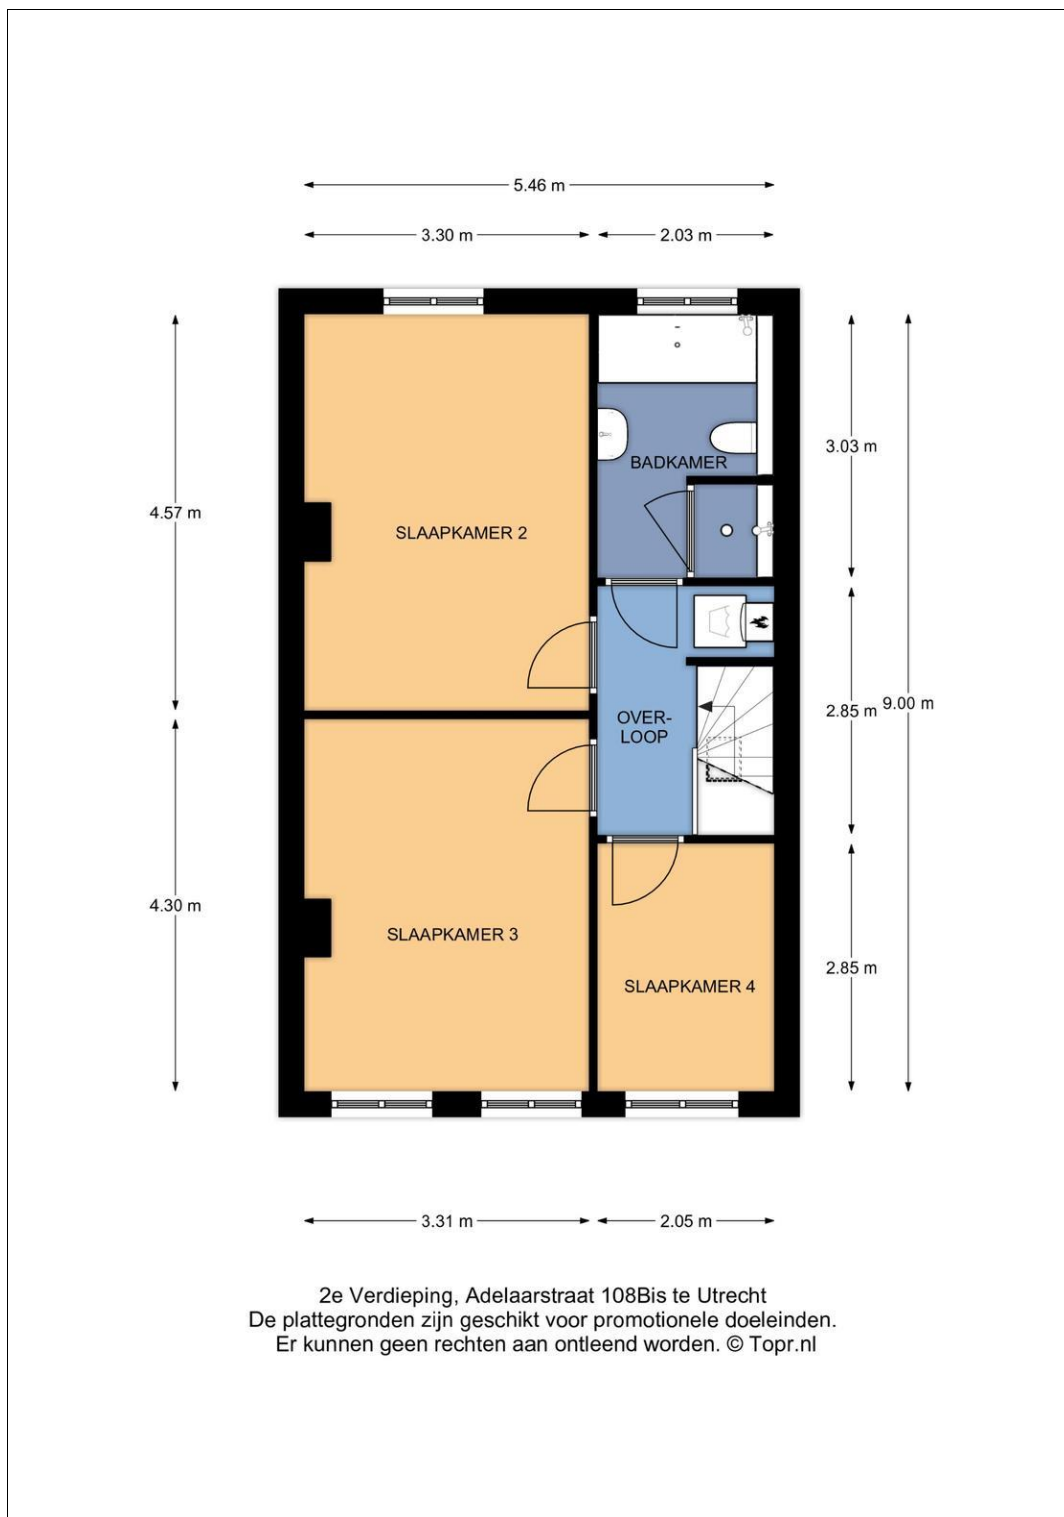 5.46 m
3.30 m
2.03 m
3.03 m
BADKAMER
4.57 m
SLAAPKAMER 2
2.85 m
9.00 m
OVER-
LOOP
4.30 m
SLAAPKAMER 3
2.85 m
SLAAPKAMER 4
3.31 m
2.05 m
2e Verdieping, Adelaarstraat 108Bis te Utrecht
De plattegronden zijn geschikt voor promotionele doeleinden.
Er kunnen geen rechten aan ontleend worden. © Topr.nl